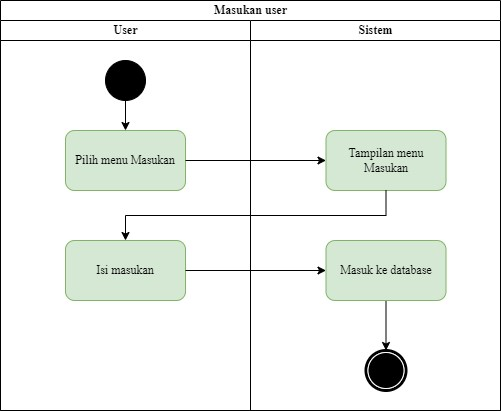 Masukan user
User
Sistem
Pilih menu Masukan
Tampilan menu
Masukan
Isi masukan
Masuk ke database